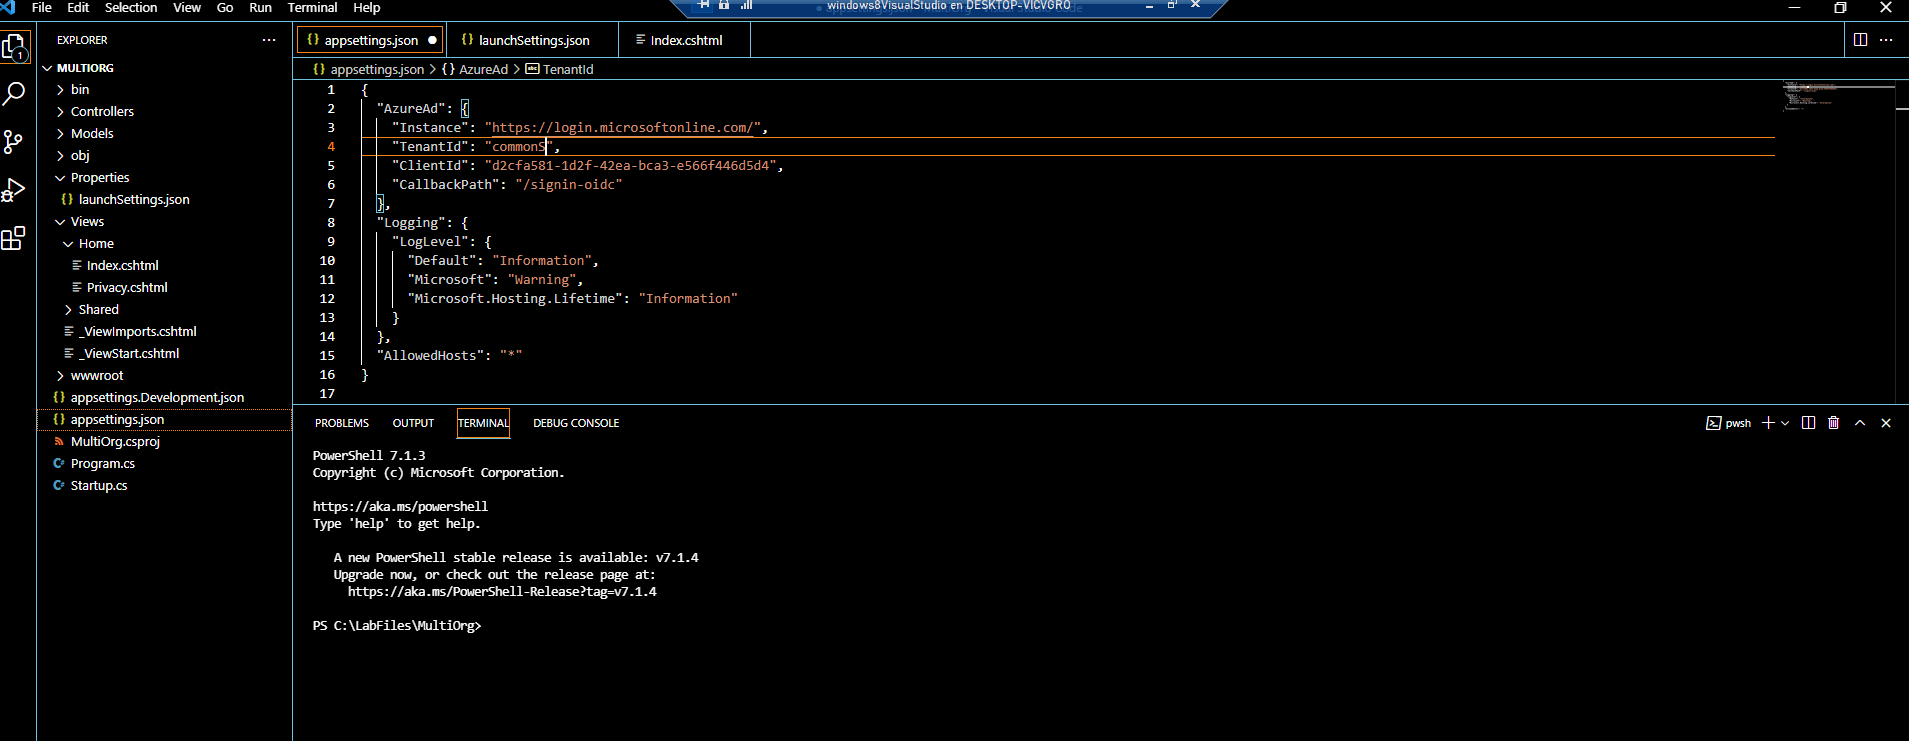 File Edit Selection View Go Run Terminal Help
windows8VisualStudio en DESKTOP-VICVGRO
EXPLORER
1
MULTIORG
bin
Controllers
Models
obj
Properties
launchSettings.json
Views
Home
Index.cshtml
Privacy.cshtml
Shared
_ViewImports.cshtml
_ViewStart.cshtml
wwwroot
appsettings.Development.json
appsettings.json
MultiOrg.csproj
Program.cs
Startup.cs
appsettings.json launchSettings.json Index.cshtml
appsettings.json > {} AzureAd > TenantId
1 {
2 "AzureAd": {
3 "Instance": "https://login.microsoftonline.com/",
4 "TenantId": "commonS",
5 "ClientId": "d2cfa581-1d2f-42ea-bca3-e566f446d5d4",
6 "CallbackPath": "/signin-oidc"
7 },
8 "Logging": {
9 "LogLevel": {
10 "Default": "Information",
11 "Microsoft": "Warning",
12 "Microsoft.Hosting.Lifetime": "Information"
13 }
14 },
15 "AllowedHosts": "*"
16 }
17
PROBLEMS OUTPUT TERMINAL DEBUG CONSOLE
pwsh
PowerShell 7.1.3
Copyright (c) Microsoft Corporation.
https://aka.ms/powershell
Type 'help' to get help.
A new PowerShell stable release is available: v7.1.4
Upgrade now, or check out the release page at:
https://aka.ms/PowerShell-Release?tag=v7.1.4
PS C:\LabFiles\MultiOrg>